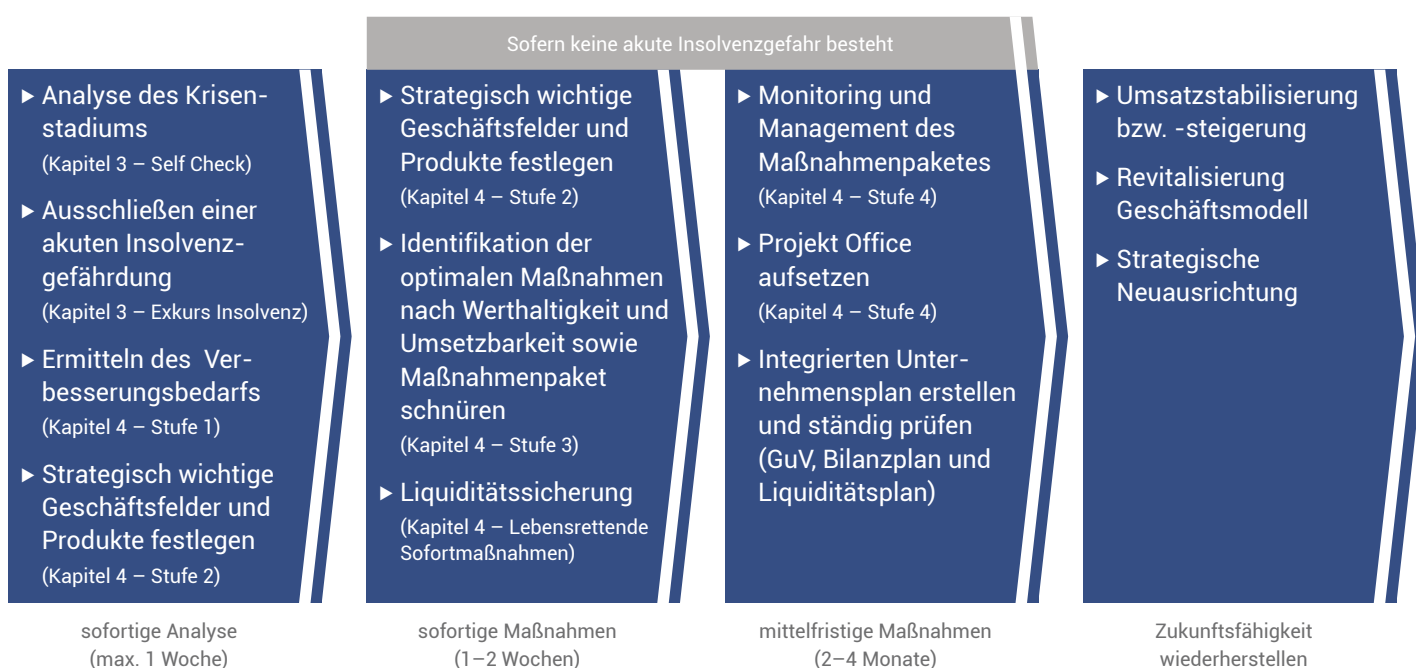 Sofern keine akute Insolvenzgefahr besteht
▶ Analyse des Krisen-
stadiums
(Kapitel 3 – Self Check)
▶ Ausschließen einer
akuten Insolvenz-
gefährdung
(Kapitel 3 – Exkurs Insolvenz)
▶ Ermitteln des Ver-
besserungsbedarfs
(Kapitel 4 – Stufe 1)
▶ Strategisch wichtige
Geschäftsfelder und
Produkte festlegen
(Kapitel 4 – Stufe 2)
sofortige Analyse
(max. 1 Woche)
▶ Strategisch wichtige
Geschäftsfelder und
Produkte festlegen
(Kapitel 4 – Stufe 2)
▶ Identifikation der
optimalen Maßnahmen
nach Werthaltigkeit und
Umsetzbarkeit sowie
Maßnahmenpaket
schnüren
(Kapitel 4 – Stufe 3)
▶ Liquiditätssicherung
(Kapitel 4 – Lebensrettende
Sofortmaßnahmen)
sofortige Maßnahmen
(1–2 Wochen)
▶ Monitoring und
Management des
Maßnahmenpaketes
(Kapitel 4 – Stufe 4)
▶ Projekt Office
aufsetzen
(Kapitel 4 – Stufe 4)
▶ Integrierten Unter-
nehmensplan erstellen
und ständig prüfen
(GuV, Bilanzplan und
Liquiditätsplan)
mittelfristige Maßnahmen
(2–4 Monate)
▶ Umsatzstabilisierung
bzw. -steigerung
▶ Revitalisierung
Geschäftsmodell
▶ Strategische
Neuausrichtung
Zukunftsfähigkeit
wiederherstellen